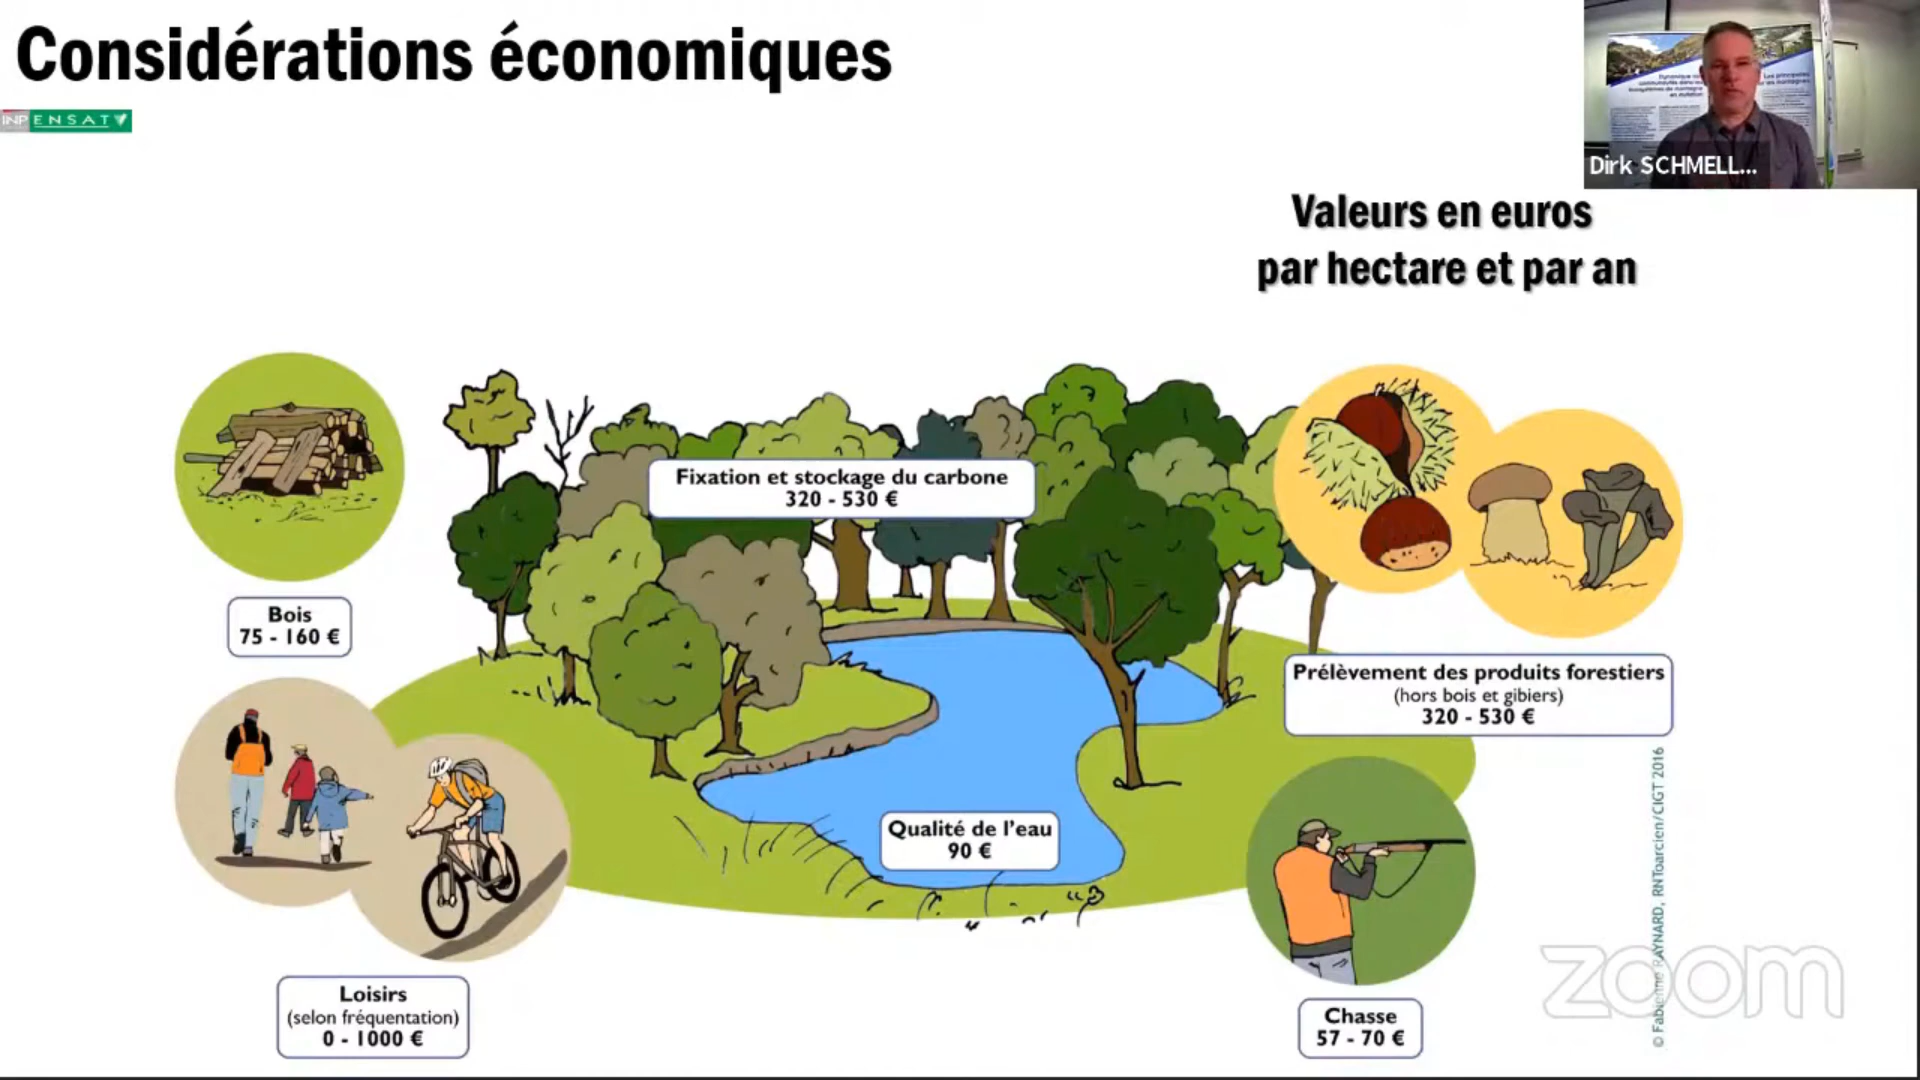 Considérations économiques
INP ENSAT
Dirk SCHMELL...
Valeurs en euros
par hectare et par an
Fixation et stockage du carbone
320 - 530 €
Bois
75 - 160 €
Prélèvement des produits forestiers
(hors bois et gibiers)
320 - 530 €
Qualité de l'eau
90 €
Loisirs
(selon fréquentation)
0 - 1000 €
Chasse
57 - 70 €
© Fabienne RAYNARD, RNToarcien/CIGT 2016
zoom